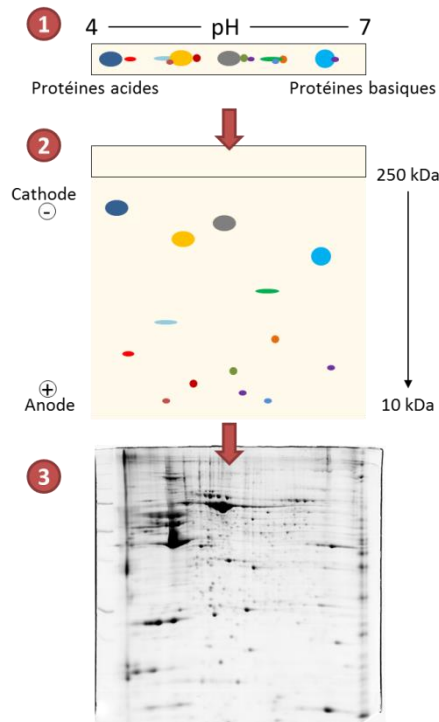 1
4 — pH — 7
Protéines acides Protéines basiques
2
250 kDa
Cathode
-
+
Anode 10 kDa
3